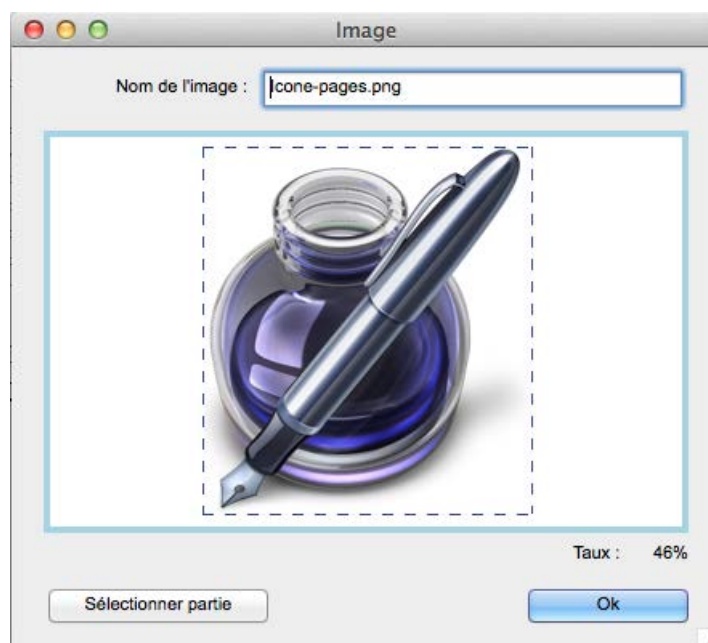 Image
Nom de l'image : Icone-pages.png
Taux : 46%
Sélectionner partie
Ok